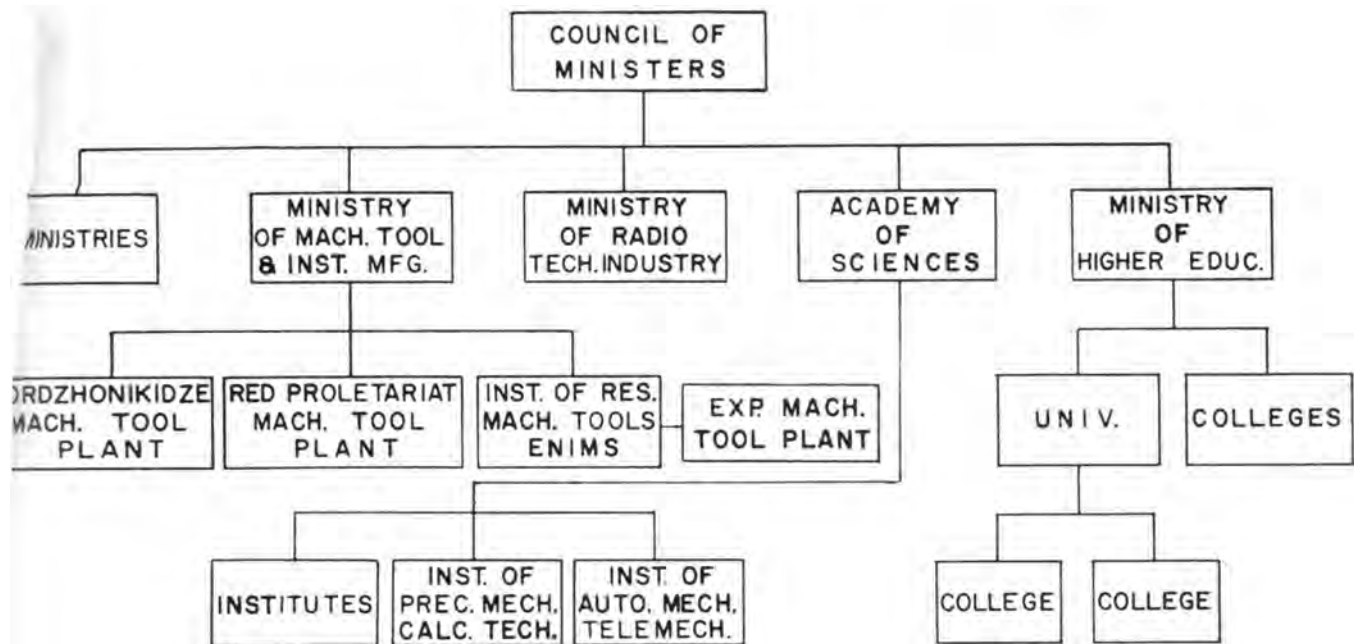 COUNCIL OF
MINISTERS
MINISTRIES
MINISTRY
OF MACH. TOOL
& INST. MFG.
MINISTRY
OF RADIO
TECH. INDUSTRY
ACADEMY
OF
SCIENCES
MINISTRY
OF
HIGHER EDUC.
ORDZHONIKIDZE
MACH. TOOL
PLANT
RED PROLETARIAT
MACH. TOOL
PLANT
INST. OF RES.
MACH. TOOLS
ENIMS
EXP. MACH.
TOOL PLANT
UNIV.
COLLEGES
INSTITUTES
INST. OF
PREC. MECH.
CALC. TECH.
INST. OF
AUTO. MECH.
TELEMECH.
COLLEGE
COLLEGE